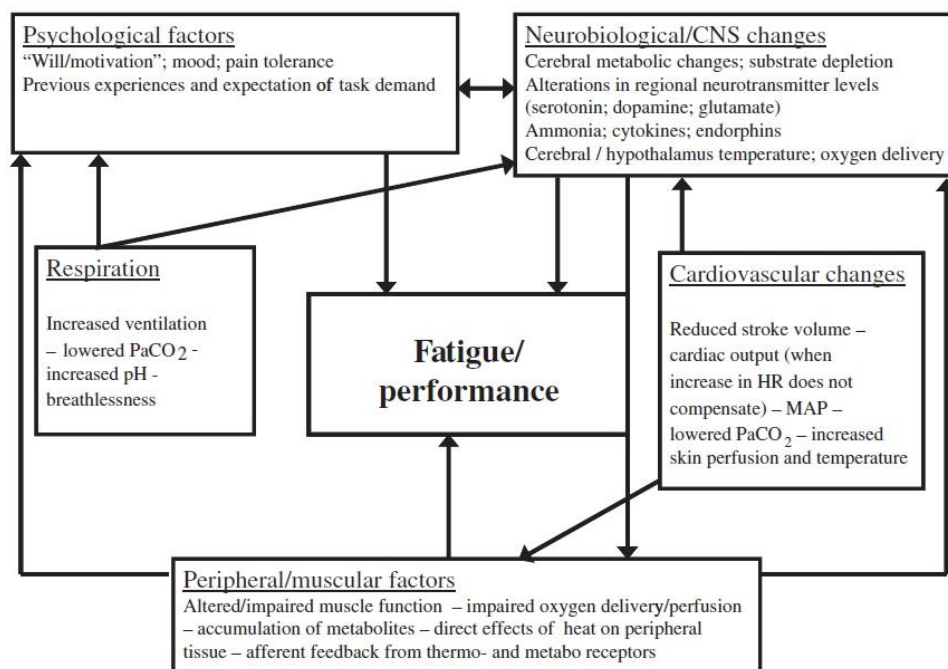 Psychological factors
“Will/motivation”; mood; pain tolerance
Previous experiences and expectation of task demand
Neurobiological/CNS changes
Cerebral metabolic changes; substrate depletion
Alterations in regional neurotransmitter levels
(serotonin; dopamine; glutamate)
Ammonia; cytokines; endorphins
Cerebral / hypothalamus temperature; oxygen delivery
Respiration
Increased ventilation
– lowered PaCO2 -
increased pH -
breathlessness
Fatigue/
performance
Cardiovascular changes
Reduced stroke volume –
cardiac output (when
increase in HR does not
compensate) – MAP –
lowered PaCO2 – increased
skin perfusion and temperature
Peripheral/muscular factors
Altered/impaired muscle function – impaired oxygen delivery/perfusion
– accumulation of metabolites – direct effects of heat on peripheral
tissue – afferent feedback from thermo- and metabo receptors